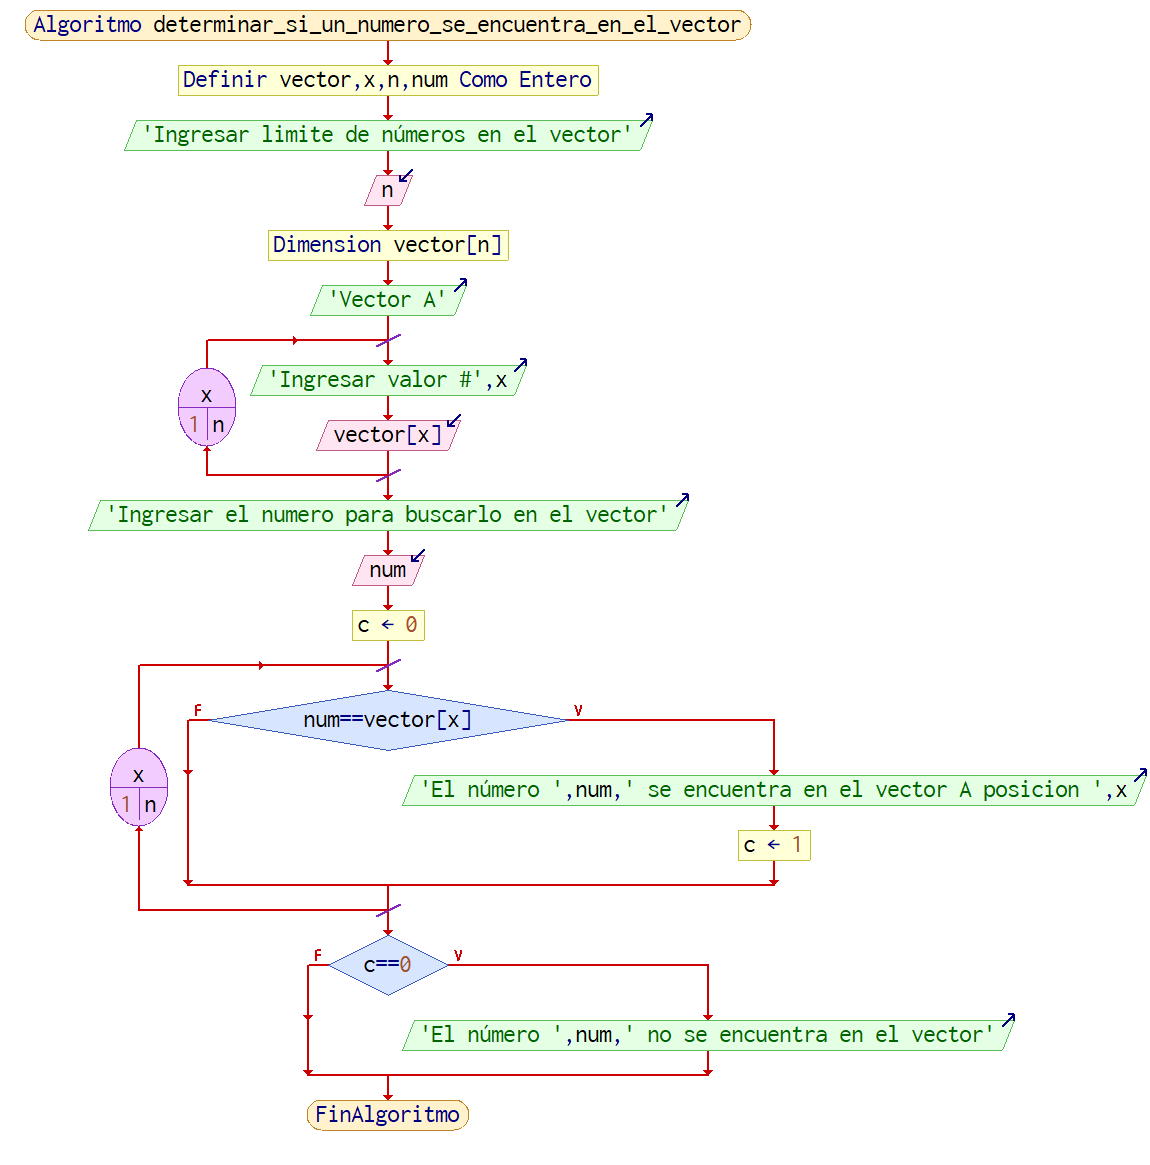 Algoritmo determinar_si_un_numero_se_encuentra_en_el_vector
Definir vector,x,n,num Como Entero
'Ingresar limite de números en el vector'
n
Dimension vector[n]
'Vector A'
'Ingresar valor #',x
x
1 n
vector[x]
'Ingresar el numero para buscarlo en el vector'
num
c ← 0
F
V
num==vector[x]
x
1 n
'El número ',num,' se encuentra en el vector A posicion ',x
c ← 1
F
V
c==0
'El número ',num,' no se encuentra en el vector'
FinAlgoritmo